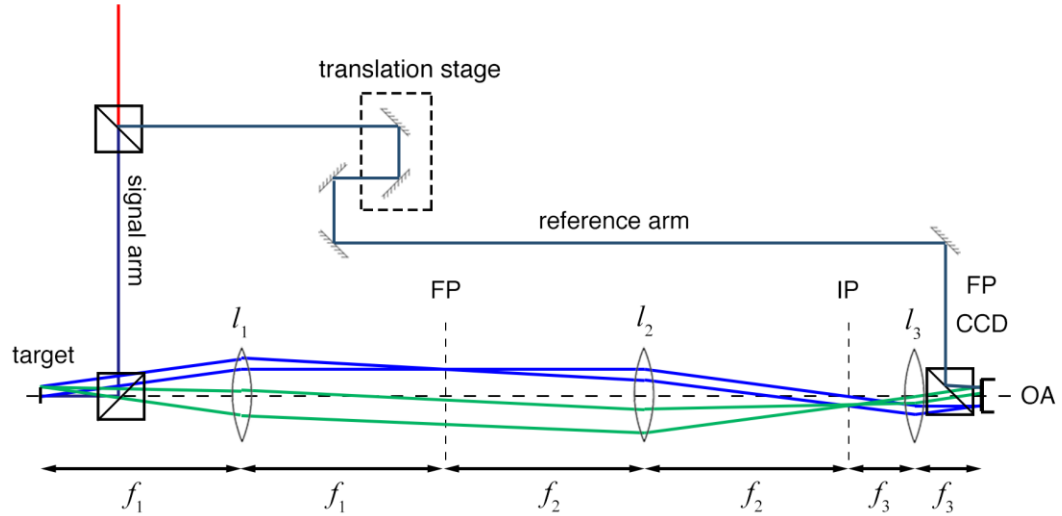 translation stage
signal arm
reference arm
FP
IP
FP
CCD
l₁
l₂
l₃
target
OA
f₁
f₁
f₂
f₂
f₃
f₃